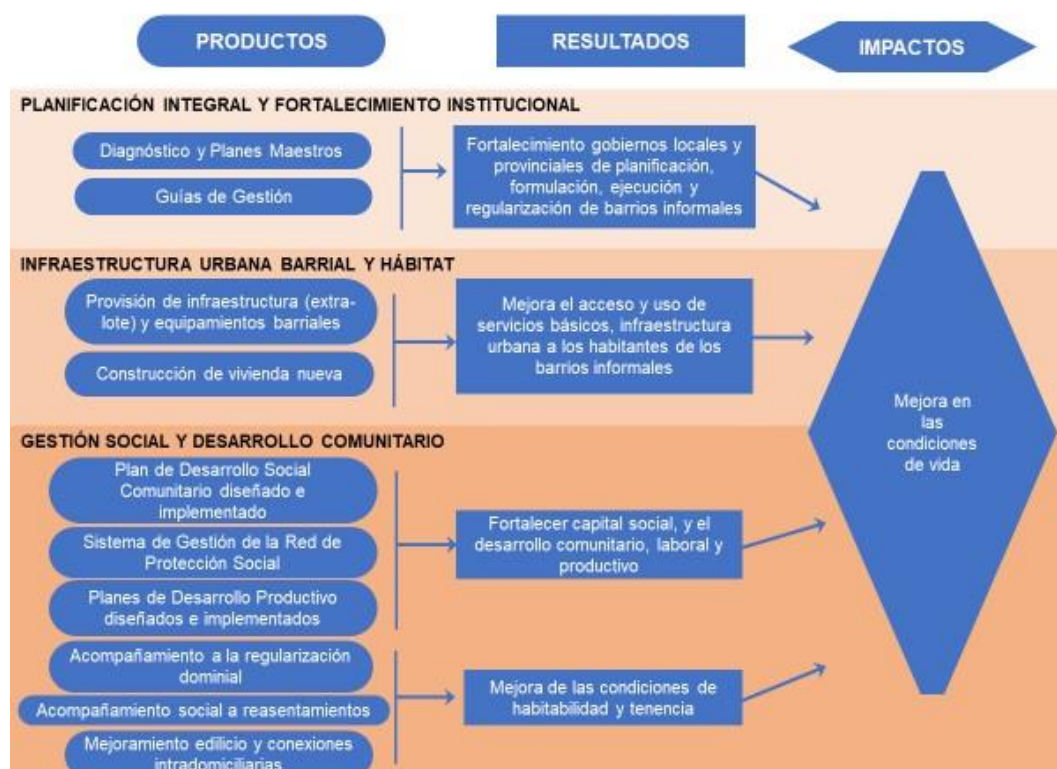 PRODUCTOS
RESULTADOS
IMPACTOS
PLANIFICACIÓN INTEGRAL Y FORTALECIMIENTO INSTITUCIONAL
Diagnóstico y Planes Maestros
Guías de Gestión
Fortalecimiento gobiernos locales y
provinciales de planificación,
formulación, ejecución y
regularización de barrios informales
INFRAESTRUCTURA URBANA BARRIAL Y HÁBITAT
Provisión de infraestructura (extra-
lote) y equipamientos barriales
Construcción de vivienda nueva
Mejora el acceso y uso de
servicios básicos, infraestructura
urbana a los habitantes de los
barrios informales
GESTIÓN SOCIAL Y DESARROLLO COMUNITARIO
Plan de Desarrollo Social
Comunitario diseñado e
implementado
Sistema de Gestión de la Red de
Protección Social
Planes de Desarrollo Productivo
diseñados e implementados
Fortalecer capital social, y el
desarrollo comunitario, laboral y
productivo
Acompañamiento a la regularización
dominial
Acompañamiento social a reasentamientos
Mejoramiento edilicio y conexiones
intradomiciliarias
Mejora de las condiciones de
habitabilidad y tenencia
Mejora en
las
condiciones
de vida